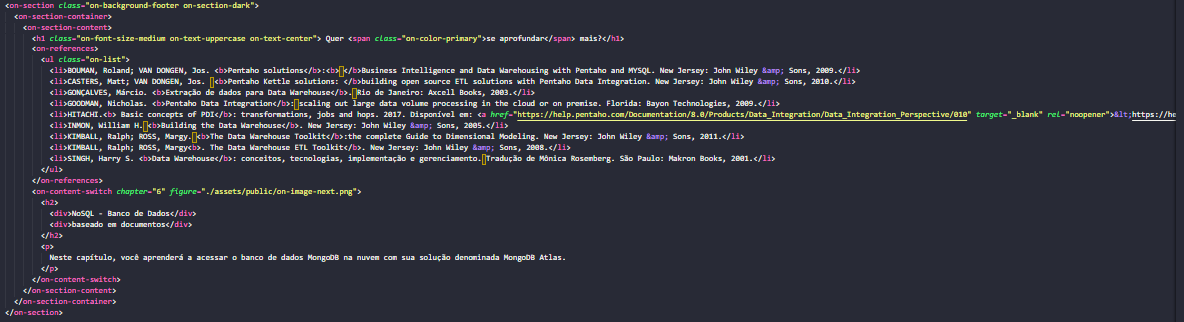 <on-section class="on-background-footer on-section-dark">
<on-section-container>
<on-section-content>
<h1 class="on-font-size-medium on-text-uppercase on-text-center"> Quer <span class="on-color-primary">se aprofundar</span> mais?</h1>
<on-references>
<ul class="on-list">
<li>BOUMAN, Roland; VAN DONGEN, Jos. <b>Pentaho solutions</b>:<b> </b>Business Intelligence and Data Warehousing with Pentaho and MYSQL. New Jersey: John Wiley &amp; Sons, 2009.</li>
<li>CASTERS, Matt; VAN DONGEN, Jos. <b>Pentaho Kettle solutions: </b>building open source ETL solutions with Pentaho Data Integration. New Jersey: John Wiley &amp; Sons, 2010.</li>
<li>GONÇALVES, Márcio. <b>Extração de dados para Data Warehouse</b>. Rio de Janeiro: Axcell Books, 2003.</li>
<li>GOODMAN, Nicholas. <b>Pentaho Data Integration</b>: scaling out large data volume processing in the cloud or on premise. Florida: Bayon Technologies, 2009.</li>
<li>HITACHI.<b> Basic concepts of PDI</b>: transformations, jobs and hops. 2017. Disponível em: <a href="https://help.pentaho.com/Documentation/8.0/Products/Data_Integration/Data_Integration_Perspective/010" target="_blank" rel="noopener">&lt;https://he
<li>INMON, William H. <b>Building the Data Warehouse</b>. New Jersey: John Wiley &amp; Sons, 2005.</li>
<li>KIMBALL, Ralph; ROSS, Margy. <b>The Data Warehouse Toolkit</b>:the complete Guide to Dimensional Modeling. New Jersey: John Wiley &amp; Sons, 2011.</li>
<li>KIMBALL, Ralph; ROSS, Margy<b>. The Data Warehouse ETL Toolkit</b>. New Jersey: John Wiley &amp; Sons, 2008.</li>
<li>SINGH, Harry S. <b>Data Warehouse</b>: conceitos, tecnologias, implementação e gerenciamento. Tradução de Mônica Rosemberg. São Paulo: Makron Books, 2001.</li>
</ul>
</on-references>
<on-content-switch chapter="6" figure="./assets/public/on-image-next.png">
<h2>
<div>NoSQL - Banco de Dados</div>
<div>baseado em documentos</div>
</h2>
<p>
Neste capítulo, você aprenderá a acessar o banco de dados MongoDB na nuvem com sua solução denominada MongoDB Atlas.
</p>
</on-content-switch>
</on-section-content>
</on-section-container>
</on-section>